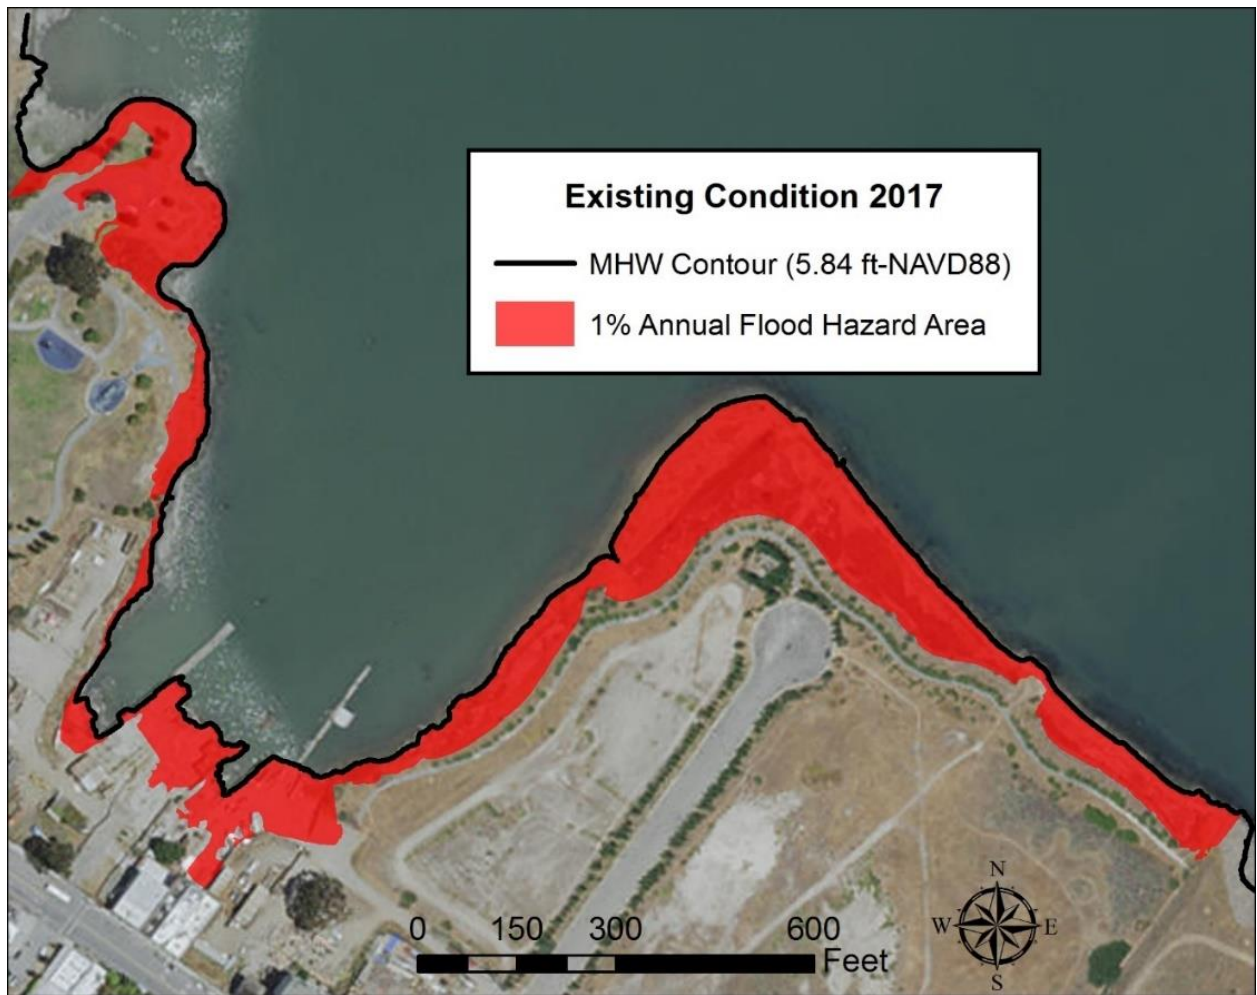 Existing Condition 2017
MHW Contour (5.84 ft-NAVD88)
1% Annual Flood Hazard Area
N
W E
S
0 150 300 600
Feet